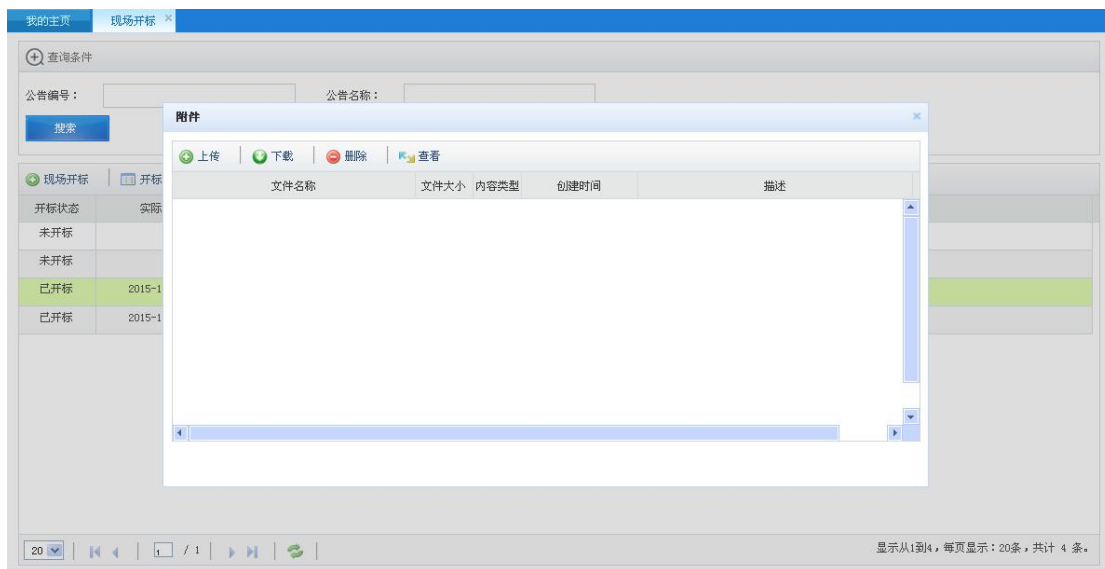 我的主页 现场开标
查询条件
公告编号： 公告名称：
搜索
附件
上传 下载 删除 查看
文件名称 文件大小 内容类型 创建时间 描述
现场开标 开标
开标状态 实际
未开标
未开标
已开标 2015-1
已开标 2015-1
20 1 / 1 显示从1到4，每页显示：20条，共计 4 条。